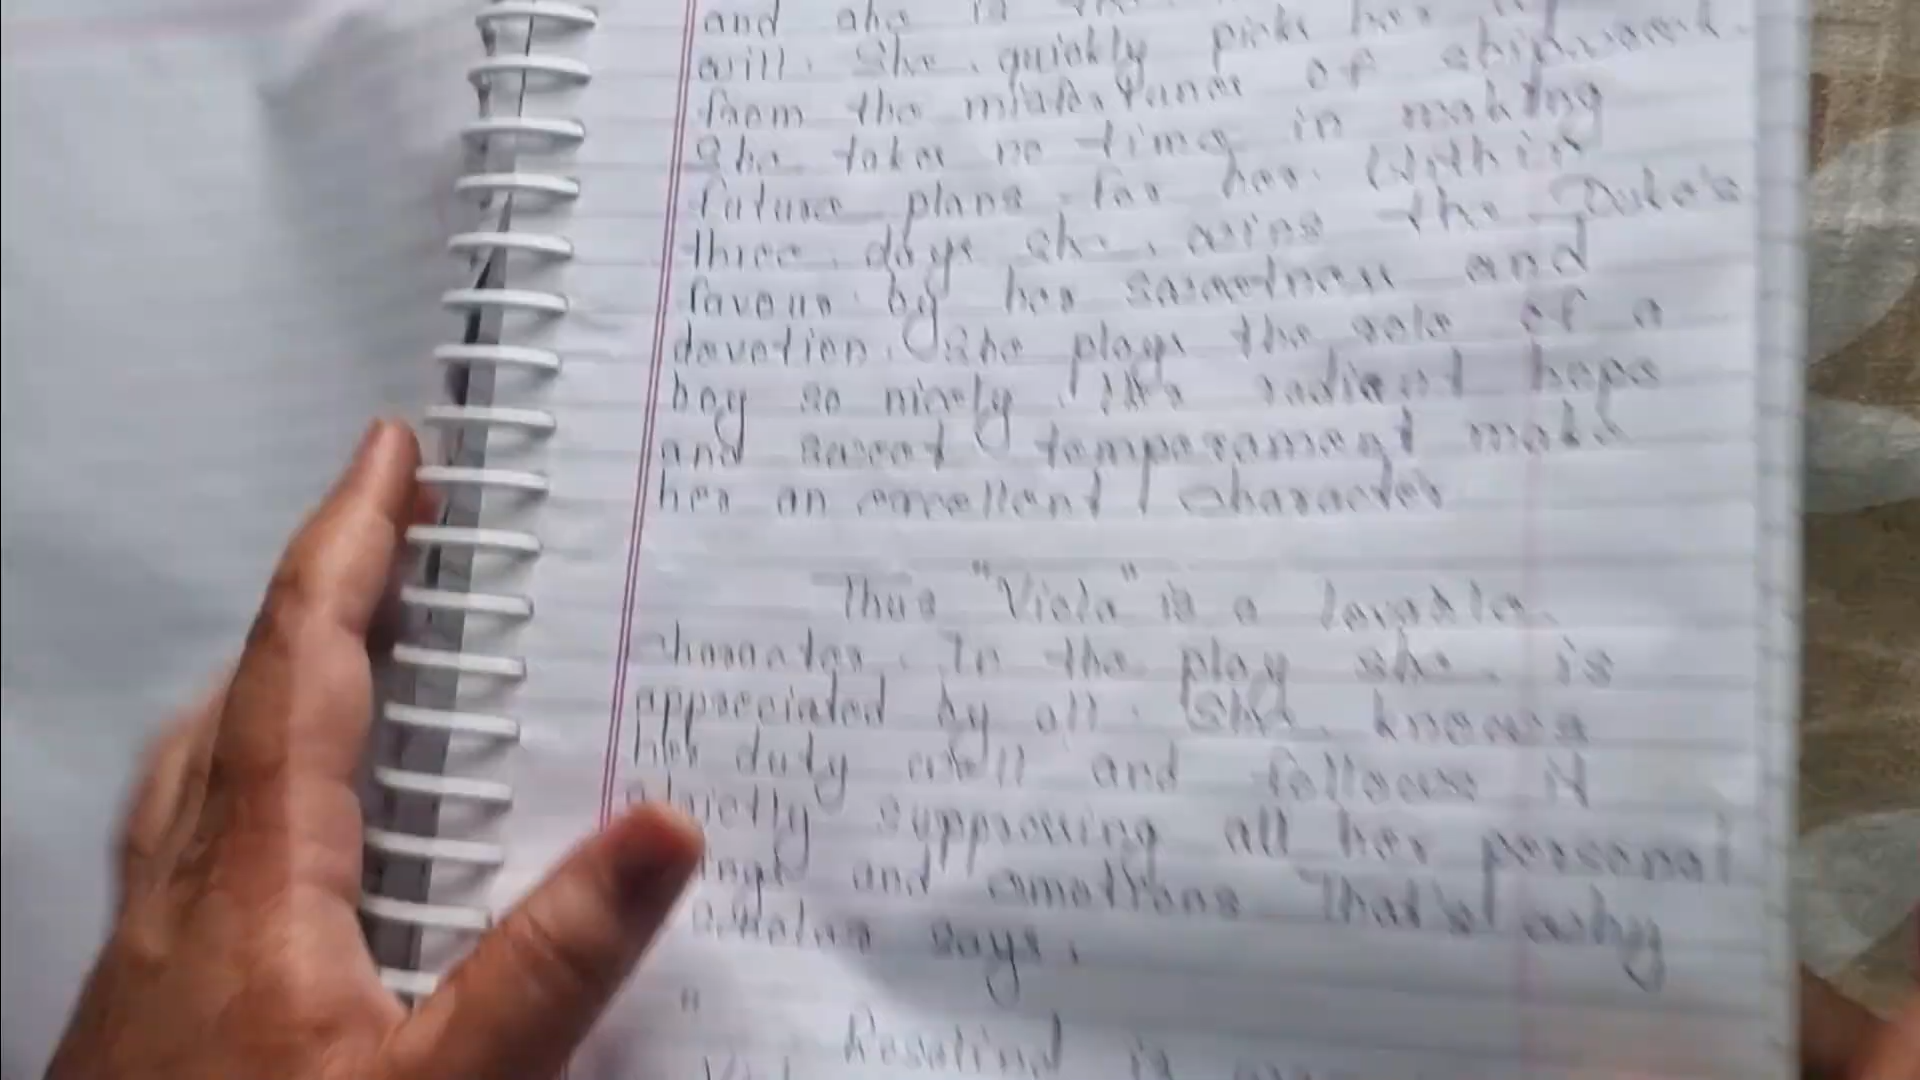 and she is
will. She quickly picks her
from the misfortunes of shipwreck.
She takes no time in making
future plans for her. Within
three days she wins the Duke's
favour by her sweetness and
devotion. She plays the role of a
boy so nicely. Her radiant hope
and sweet temperament make
her an excellent character
Thus "Viola" is a lovable
character. In the play she is
appreciated by all. She knows
her duty well and follows it
suppressing all her personal
and emotions That's why
says,
"
Rosalind is